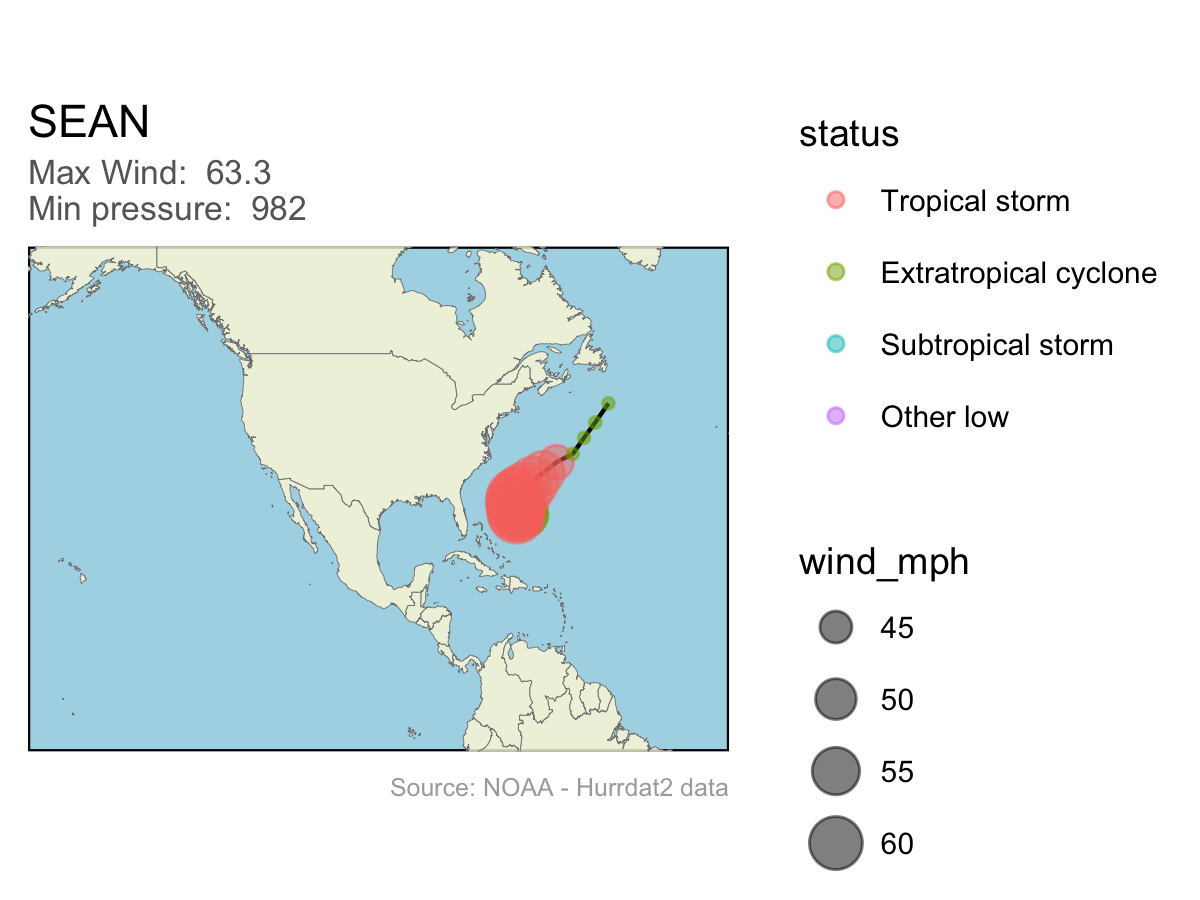 SEAN
Max Wind:  63.3
Min pressure:  982
status
Tropical storm
Extratropical cyclone
Subtropical storm
Other low
wind_mph
45
50
55
60
Source: NOAA - Hurrdat2 data